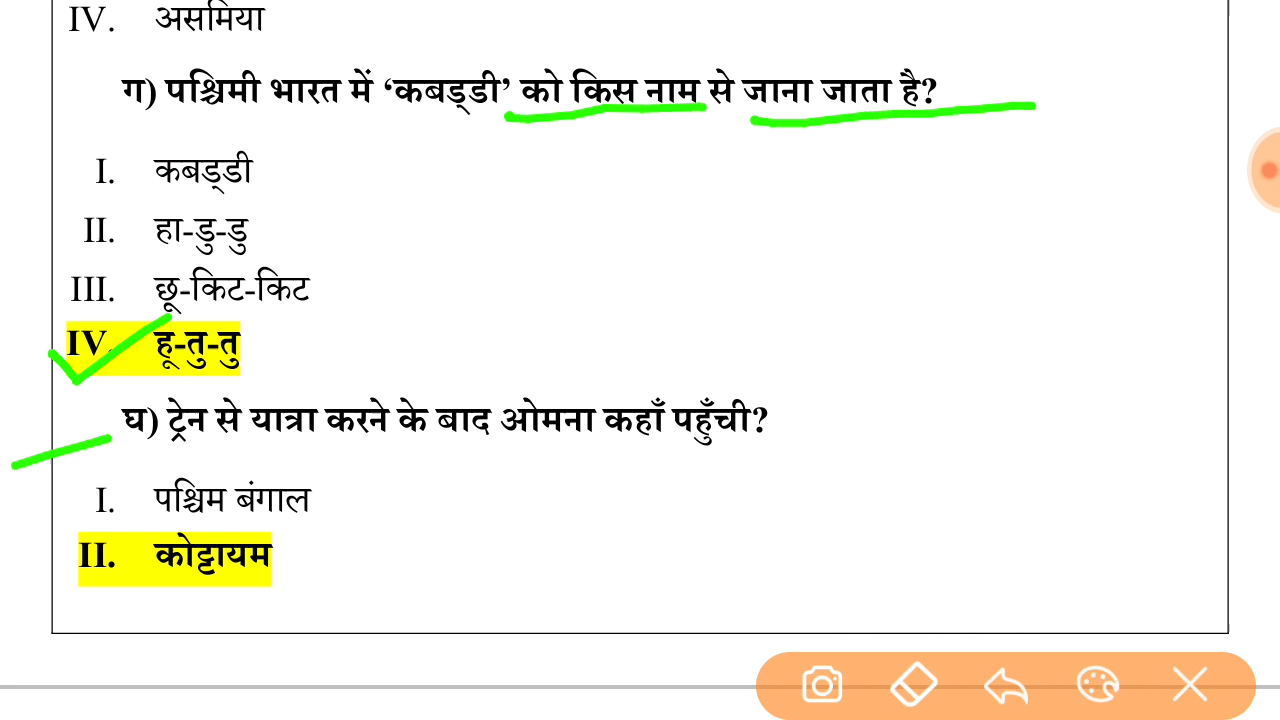 IV. असमिया
ग) पश्चिमी भारत में ‘कबड्डी’ को किस नाम से जाना जाता है?
I. कबड्डी
II. हा-डु-डु
III. छू-किट-किट
IV. हू-तु-तु
घ) ट्रेन से यात्रा करने के बाद ओमना कहाँ पहुँची?
I. पश्चिम बंगाल
II. कोट्टायम